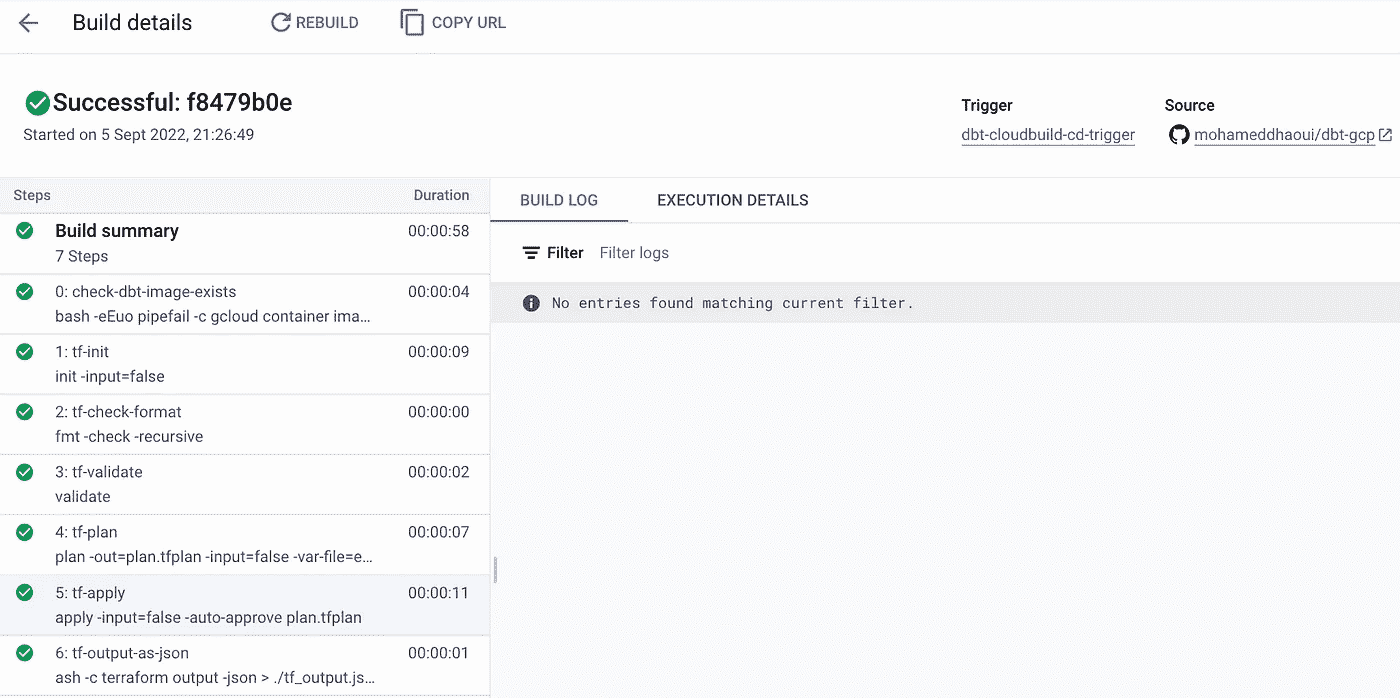 Build details REBUILD COPY URL
Successful: f8479b0e
Started on 5 Sept 2022, 21:26:49
Trigger
dbt-cloudbuild-cd-trigger
Source
mohameddhaoui/dbt-gcp
Steps Duration
Build summary 00:00:58
7 Steps
0: check-dbt-image-exists 00:00:04
bash -eEuo pipefail -c gcloud container ima...
1: tf-init 00:00:09
init -input=false
2: tf-check-format 00:00:00
fmt -check -recursive
3: tf-validate 00:00:02
validate
4: tf-plan 00:00:07
plan -out=plan.tfplan -input=false -var-file=e...
5: tf-apply 00:00:11
apply -input=false -auto-approve plan.tfplan
6: tf-output-as-json 00:00:01
ash -c terraform output -json > ./tf_output.js...
BUILD LOG EXECUTION DETAILS
Filter Filter logs
No entries found matching current filter.